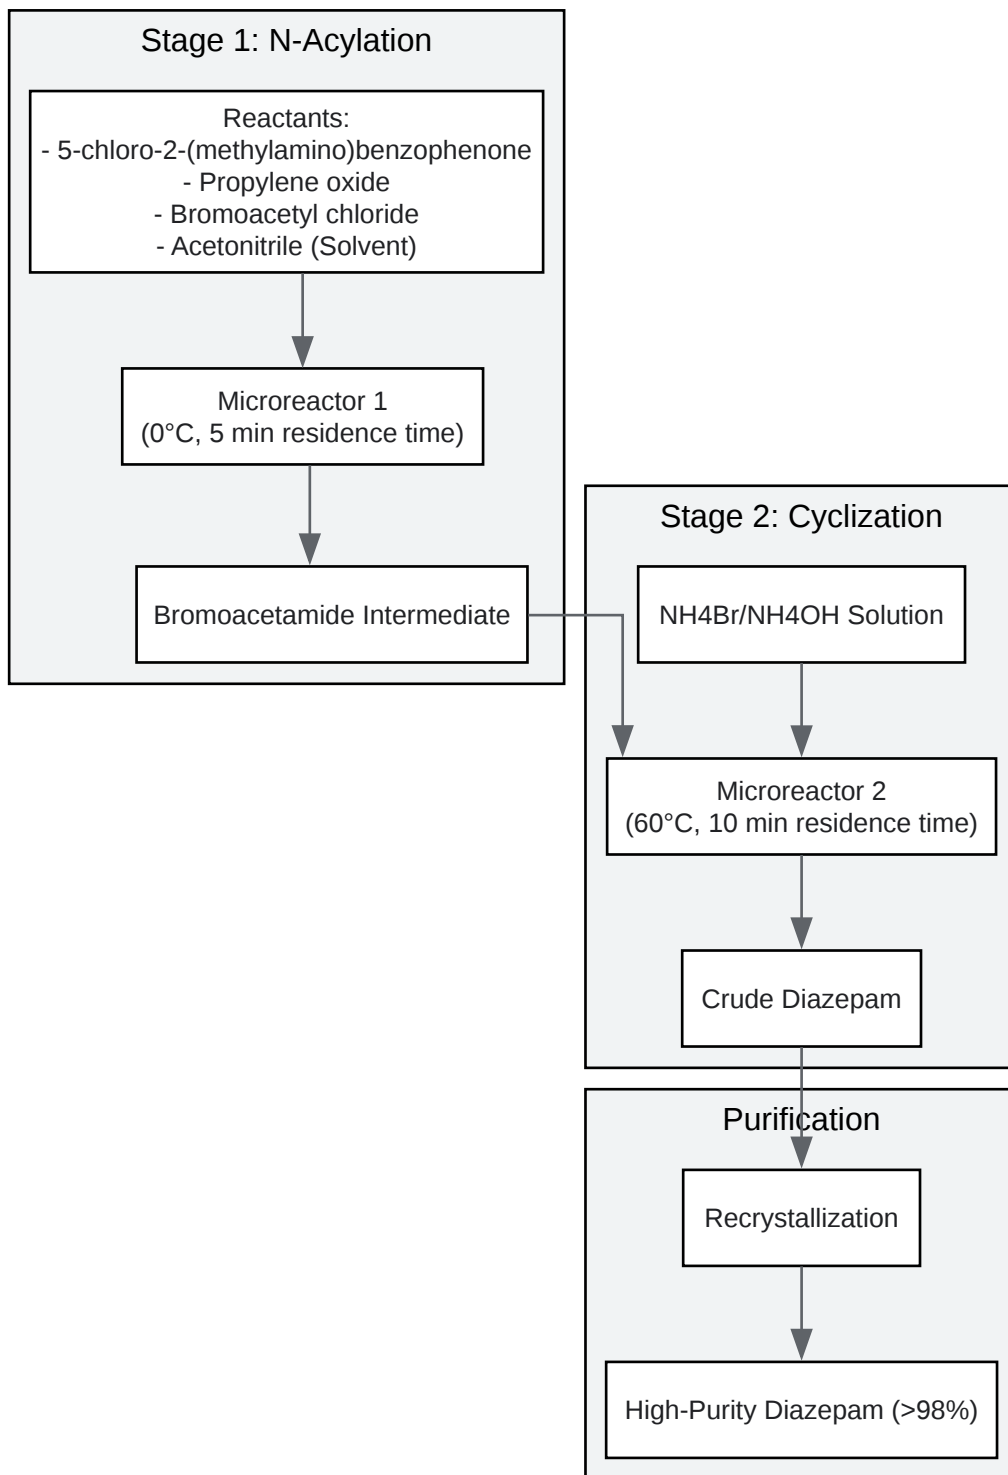 Stage 1: N-Acylation
Reactants:
- 5-chloro-2-(methylamino)benzophenone
- Propylene oxide
- Bromoacetyl chloride
- Acetonitrile (Solvent)
Microreactor 1
(0°C, 5 min residence time)
Bromoacetamide Intermediate
Stage 2: Cyclization
NH4Br/NH4OH Solution
Microreactor 2
(60°C, 10 min residence time)
Crude Diazepam
Purification
Recrystallization
High-Purity Diazepam (>98%)